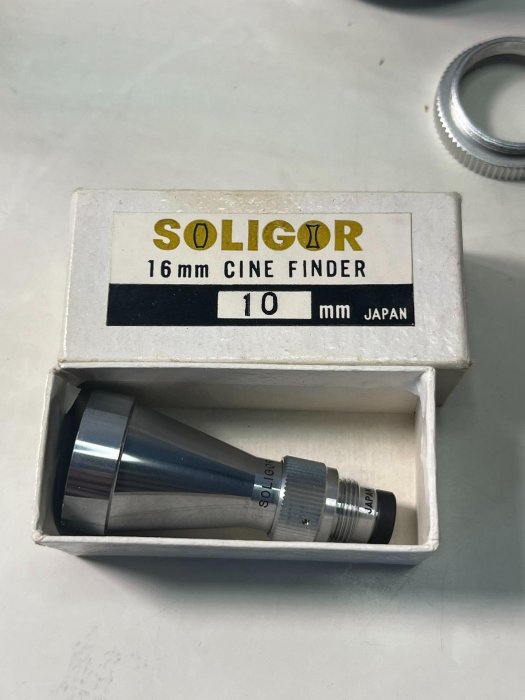 SOLIGOR
16mm CINE FINDER
10 mm JAPAN
SOLIGOR
JAPAN